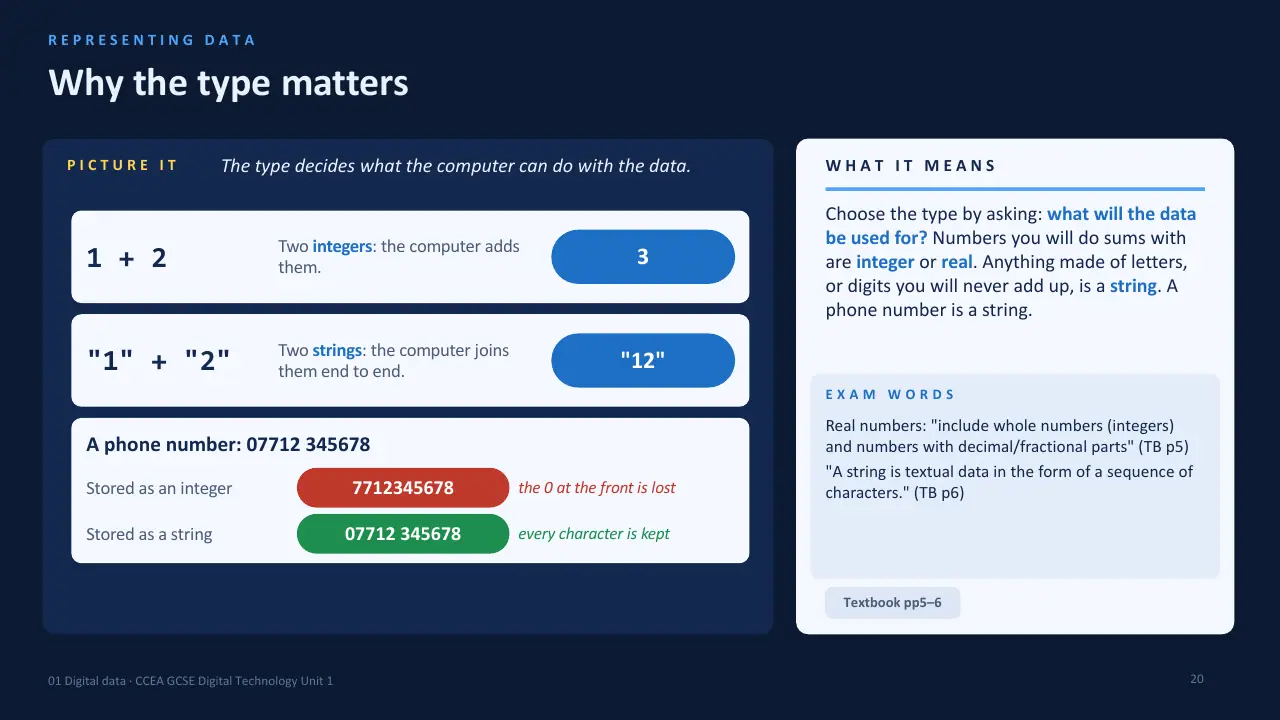 REPRESENTING DATA
Why the type matters
PICTURE IT
The type decides what the computer can do with the data.
1 + 2
Two integers: the computer adds
them.
3
"1" + "2"
Two strings: the computer joins
them end to end.
"12"
A phone number: 07712 345678
Stored as an integer
7712345678
the 0 at the front is lost
Stored as a string
07712 345678
every character is kept
WHAT IT MEANS
Choose the type by asking: what will the data
be used for? Numbers you will do sums with
are integer or real. Anything made of letters,
or digits you will never add up, is a string. A
phone number is a string.
EXAM WORDS
Real numbers: "include whole numbers (integers)
and numbers with decimal/fractional parts" (TB p5)
"A string is textual data in the form of a sequence of
characters." (TB p6)
Textbook pp5–6
01 Digital data · CCEA GCSE Digital Technology Unit 1
20